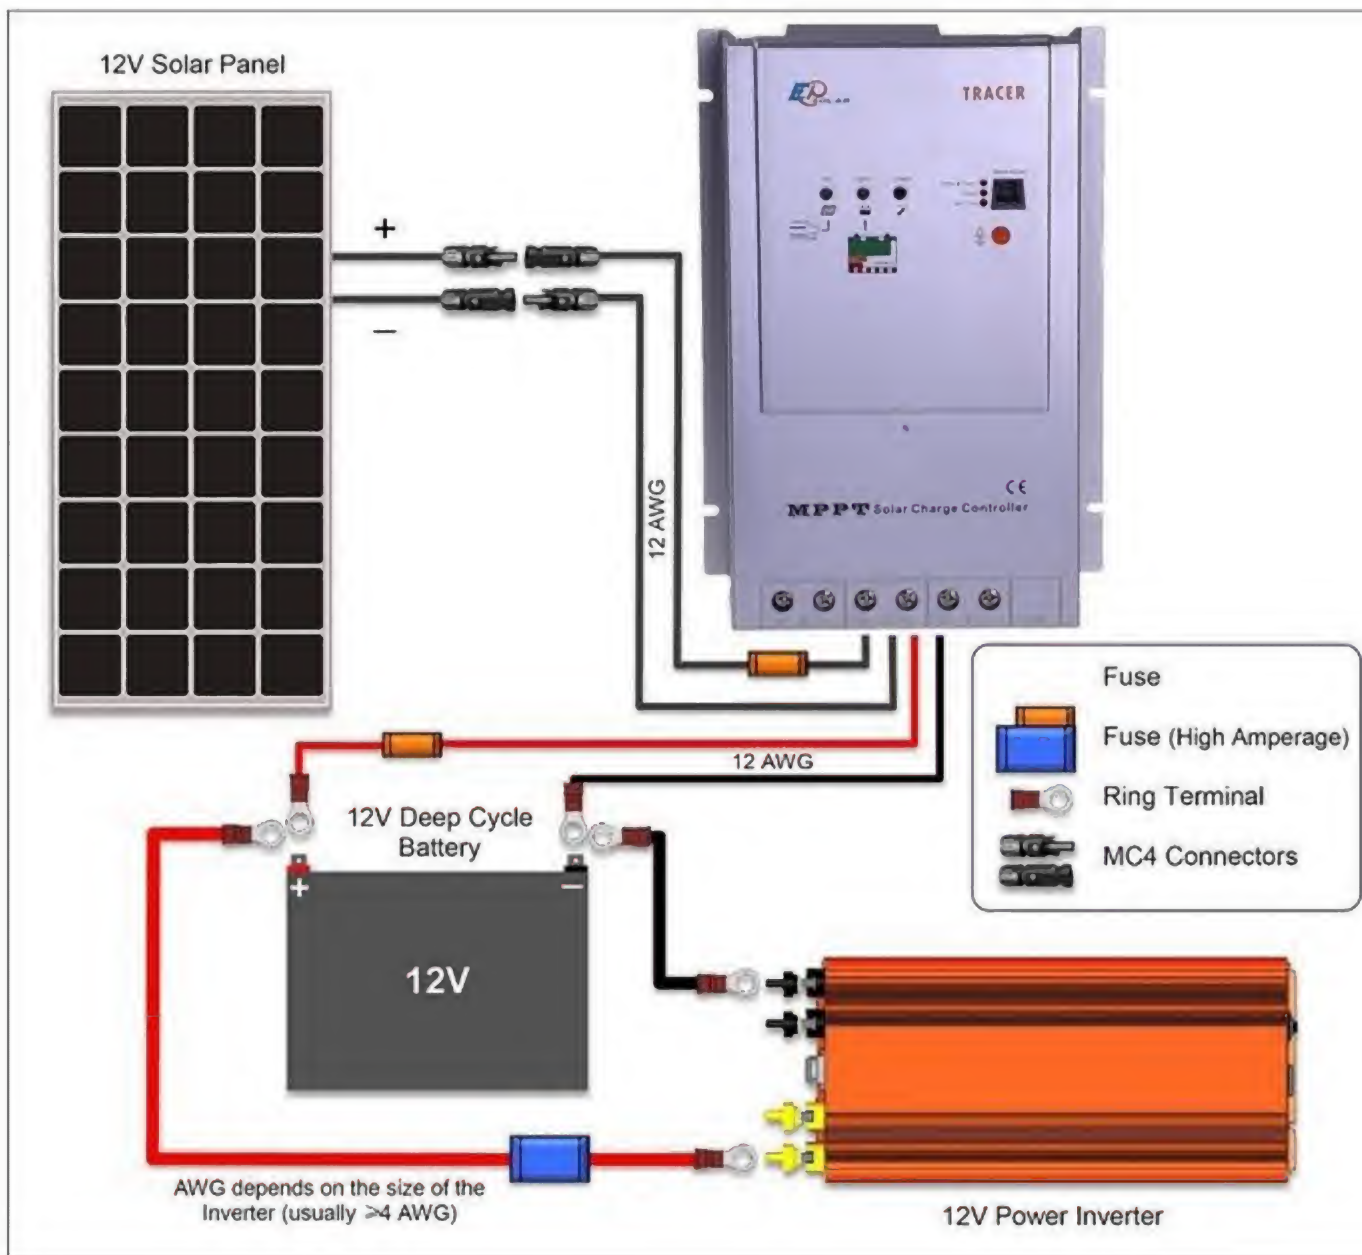 12V Solar Panel
+
−
TRACER
CE
MPPT Solar Charge Controller
12 AWG
12 AWG
12V Deep Cycle
Battery
+
−
12V
Fuse
Fuse (High Amperage)
Ring Terminal
MC4 Connectors
AWG depends on the size of the
Inverter (usually ≥4 AWG)
12V Power Inverter